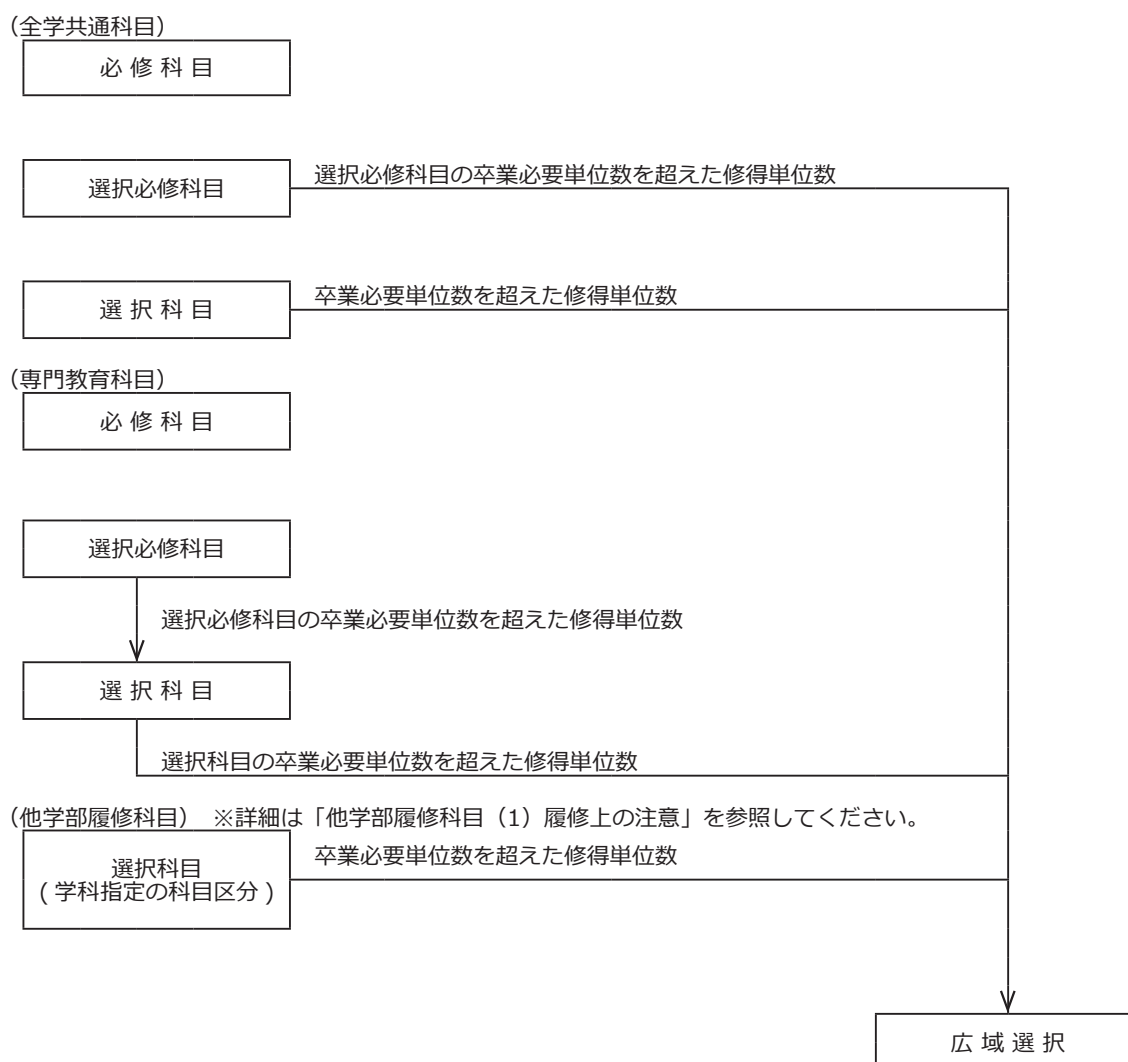 （全学共通科目）
必 修 科 目
選択必修科目の卒業必要単位数を超えた修得単位数
選択必修科目
卒業必要単位数を超えた修得単位数
選 択 科 目
（専門教育科目）
必 修 科 目
選択必修科目
選択必修科目の卒業必要単位数を超えた修得単位数
選 択 科 目
選択科目の卒業必要単位数を超えた修得単位数
（他学部履修科目） ※詳細は「他学部履修科目（1）履修上の注意」を参照してください。
卒業必要単位数を超えた修得単位数
選択科目
( 学科指定の科目区分 )
広 域 選 択